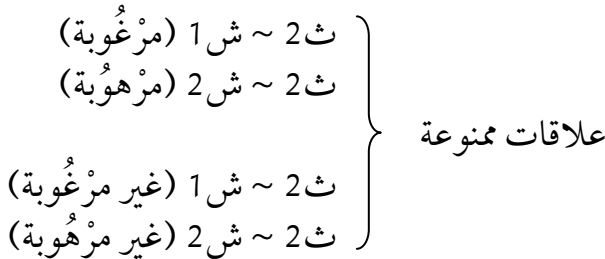 ث2 ~ ش1 (مرْغُوبة)
ث2 ~ ش2 (مرْهوُبة)
علاقات ممنوعة
ث2 ~ ش1 (غير مرْغُوبة)
ث2 ~ ش2 (غير مرْهُوبة)